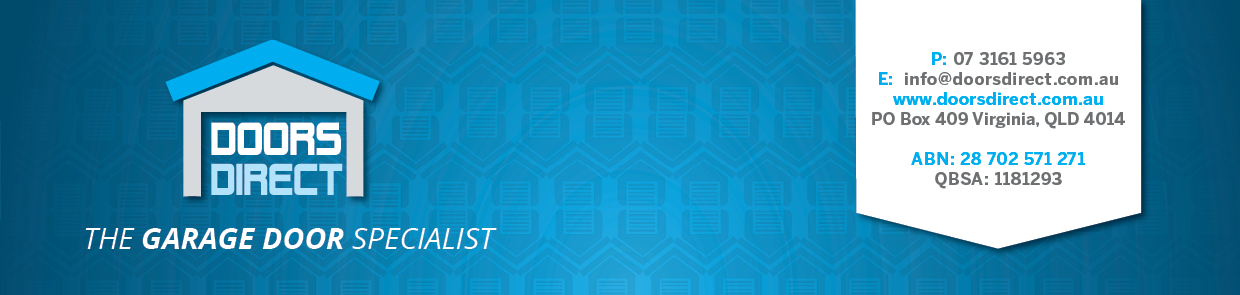 DOORS
DIRECT
THE GARAGE DOOR SPECIALIST
P: 07 3161 5963
E: info@doorsdirect.com.au
www.doorsdirect.com.au
PO Box 409 Virginia, QLD 4014
ABN: 28 702 571 271
QBSA: 1181293